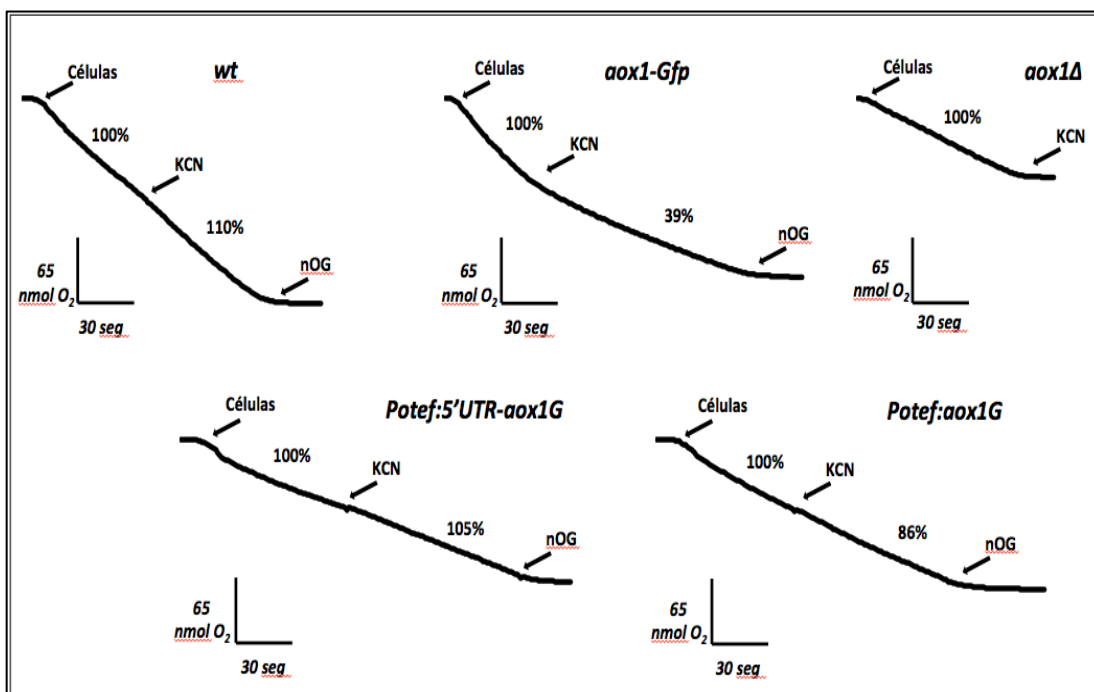 wt
Células
100%
KCN
110%
nOG
65
nmol O2
30 seg
aox1-Gfp
Células
100%
KCN
39%
nOG
65
nmol O2
30 seg
aox1Δ
Células
100%
KCN
65
nmol O2
30 seg
Potef:5'UTR-aox1G
Células
100%
KCN
105%
nOG
65
nmol O2
30 seg
Potef:aox1G
Células
100%
KCN
86%
nOG
65
nmol O2
30 seg